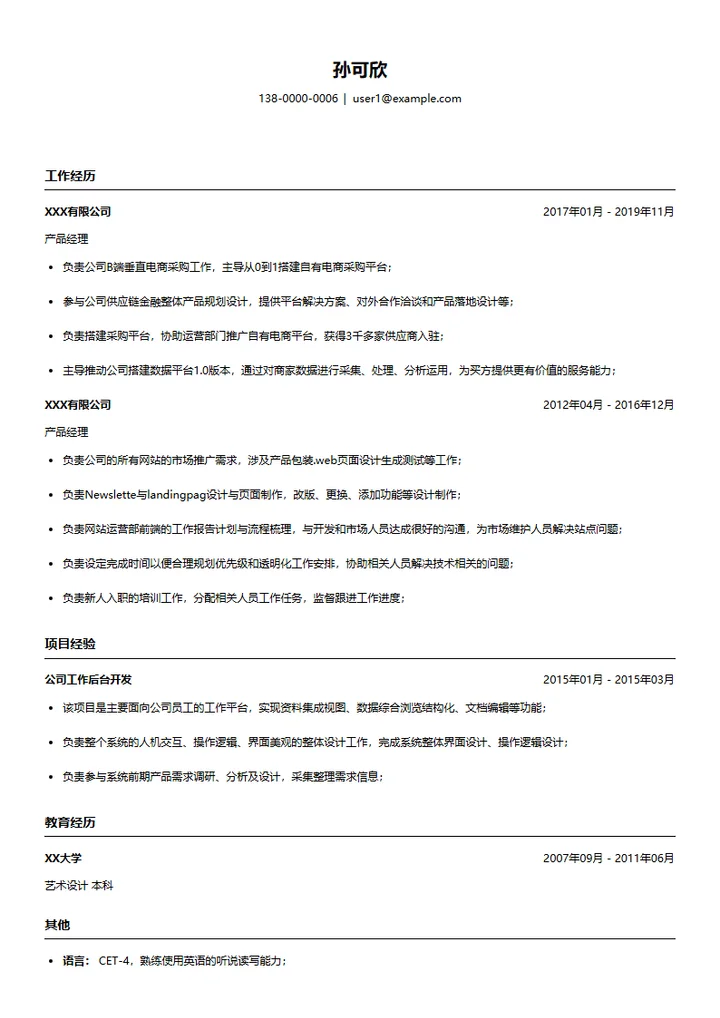 孙可欣
138-0000-0006 | user1@example.com
工作经历
XXX有限公司 2017年01月 - 2019年11月
产品经理
• 负责公司B端垂直电商采购工作，主导从0到1搭建自有电商采购平台；
• 参与公司供应链金融整体产品规划设计，提供平台解决方案、对外合作洽谈和产品落地设计等；
• 负责搭建采购平台，协助运营部门推广自有电商平台，获得3千多家供应商入驻；
• 主导推动公司搭建数据平台1.0版本，通过对商家数据进行采集、处理、分析运用，为买方提供更有价值的服务能力；
XXX有限公司 2012年04月 - 2016年12月
产品经理
• 负责公司的所有网站的市场推广需求，涉及产品包装.web页面设计生成测试等工作；
• 负责Newslette与landingpag设计与页面制作，改版、更换、添加功能等设计制作；
• 负责网站运营部前端的工作报告计划与流程梳理，与开发和市场人员达成很好的沟通，为市场维护人员解决站点问题；
• 负责设定完成时间以便合理规划优先级和透明化工作安排，协助相关人员解决技术相关的问题；
• 负责新人入职的培训工作，分配相关人员工作任务，监督跟进工作进度；
项目经验
公司工作后台开发 2015年01月 - 2015年03月
• 该项目是主要面向公司员工的工作平台，实现资料集成视图、数据综合浏览结构化、文档编辑等功能；
• 负责整个系统的人机交互、操作逻辑、界面美观的整体设计工作，完成系统整体界面设计、操作逻辑设计；
• 负责参与系统前期产品需求调研、分析及设计，采集整理需求信息；
教育经历
XX大学 2007年09月 - 2011年06月
艺术设计 本科
其他
• 语言： CET-4，熟练使用英语的听说读写能力；